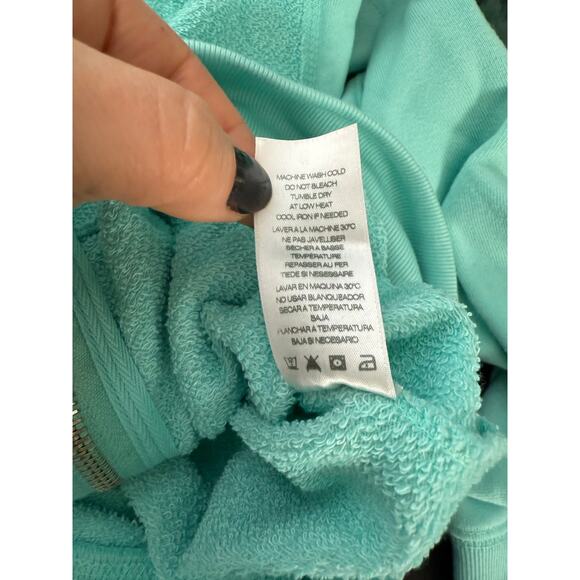 MACHINE WASH COLD
DO NOT BLEACH
TUMBLE DRY
AT LOW HEAT
COOL IRON IF NEEDED
LAVER A LA MACHINE 30°C
NE PAS JAVELLISER
SECHER A BASSE
TEMPÉRATURE
REPASSER AU FER
TIEDE SI NESESSAIRE
LAVAR EN MAQUINA 30°C
NO USAR BLANQUEADOR
SECAR A TEMPERATURA
BAJA
PLANCHAR A TEMPERATURA
BAJA SI NECESARIO